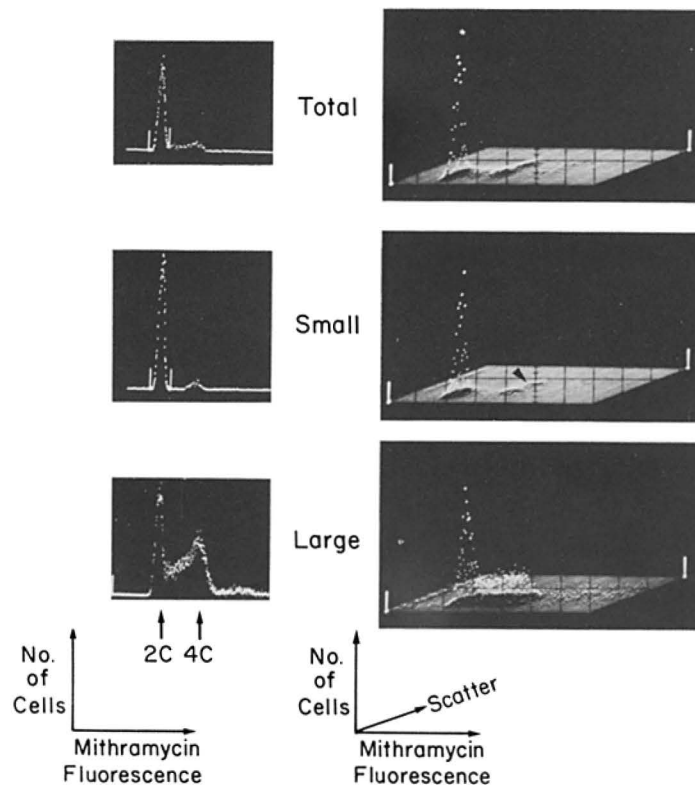 Total
Small
Large
2C 4C
No.
of
Cells
Mithramycin
Fluorescence
No.
of
Cells
Scatter
Mithramycin
Fluorescence